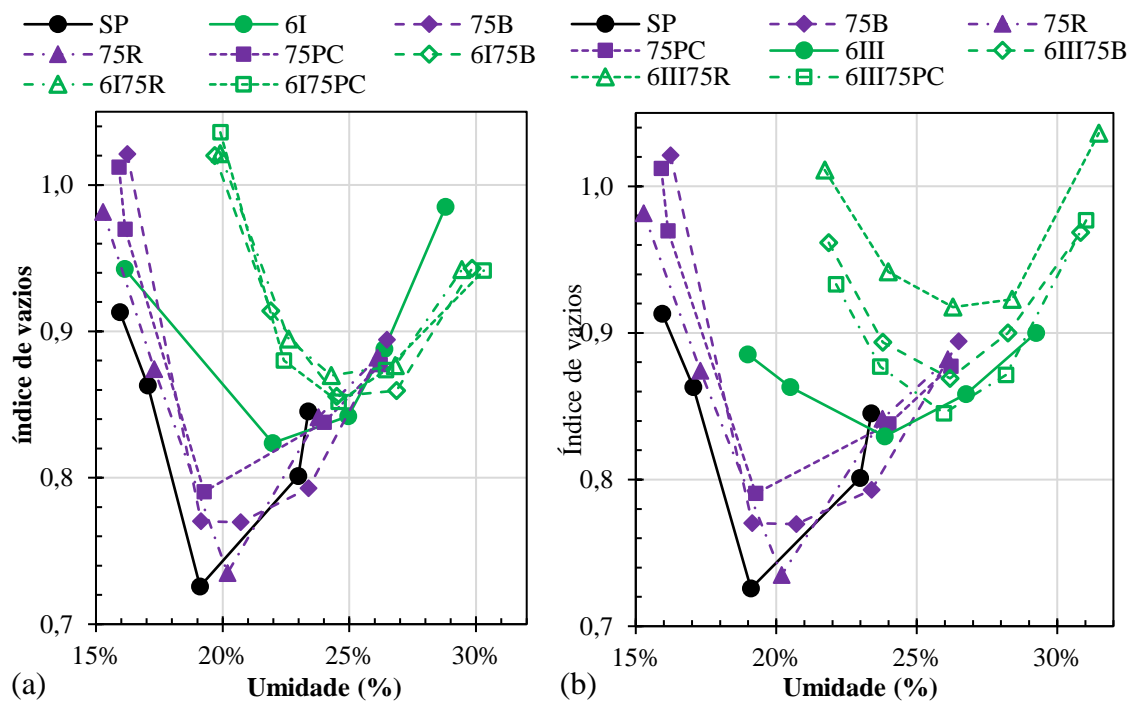 SP 6I 75B
75R 75PC 6I75B
6I75R 6I75PC
índice de vazios
1,0
0,9
0,8
0,7
15% 20% 25% 30%
(a) Umidade (%)
SP 75B 75R
75PC 6III 6III75B
6III75R 6III75PC
Índice de vazios
1,0
0,9
0,8
0,7
15% 20% 25% 30%
(b) Umidade (%)